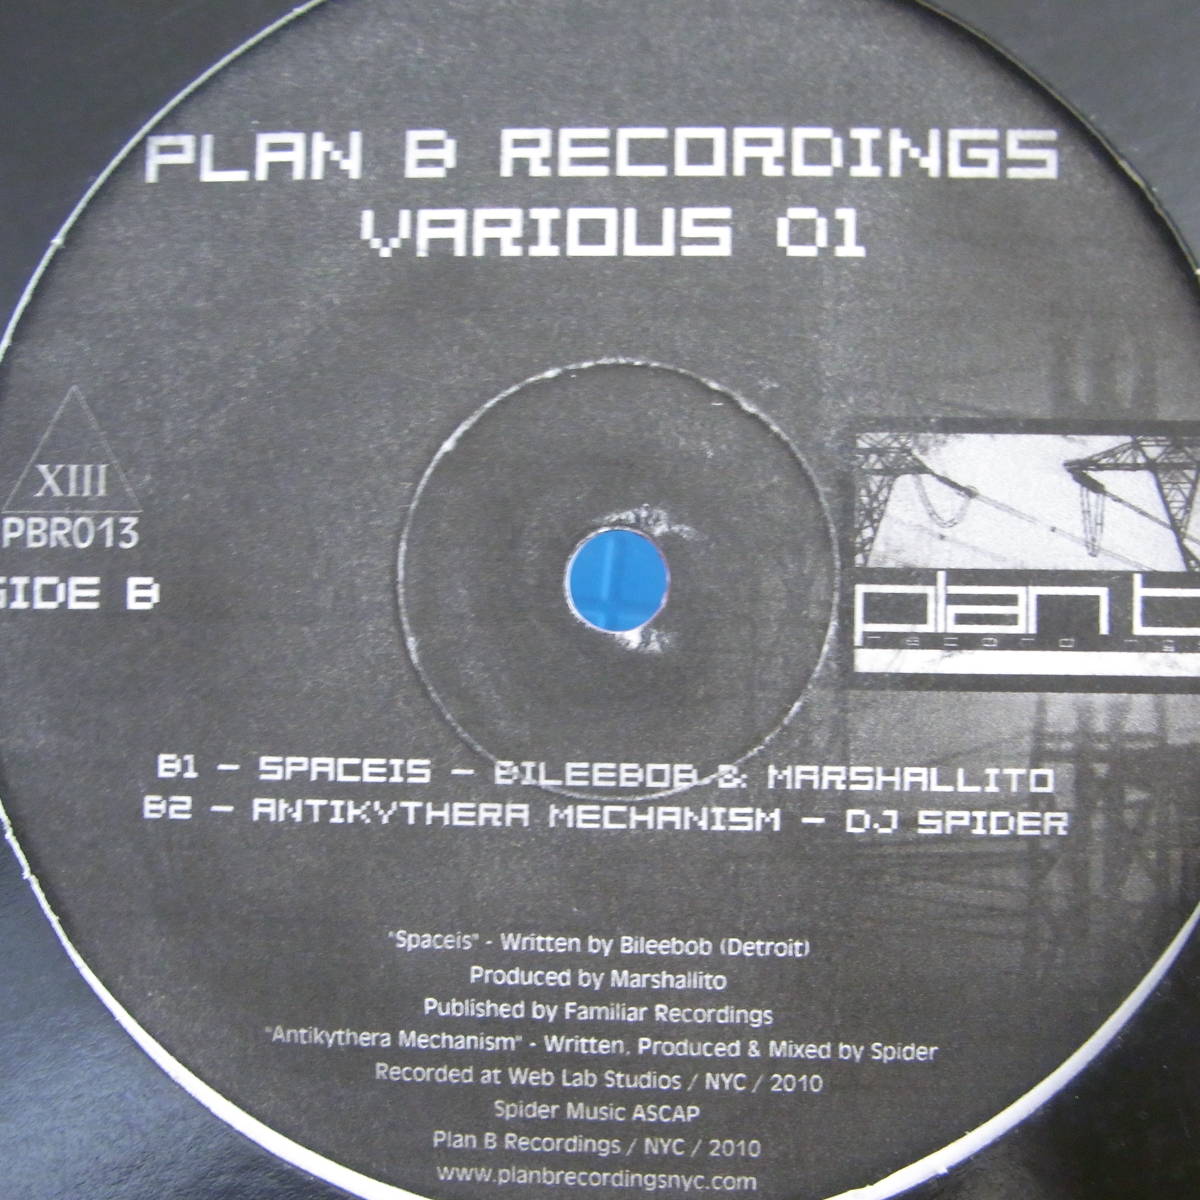 PLAN B RECORDINGS
VARIOUS 01
XIII
PBR013
SIDE B
plan b
recordings
B1 - SPACEIS - BILEEBOB & MARSHALLITO
B2 - ANTIKYTHERA MECHANISM - DJ SPIDER
"Spaceis" - Written by Bileebob (Detroit)
Produced by Marshallito
Published by Familiar Recordings
"Antikythera Mechanism" - Written, Produced & Mixed by Spider
Recorded at Web Lab Studios / NYC / 2010
Spider Music ASCAP
Plan B Recordings / NYC / 2010
www.planbrecordingsnyc.com